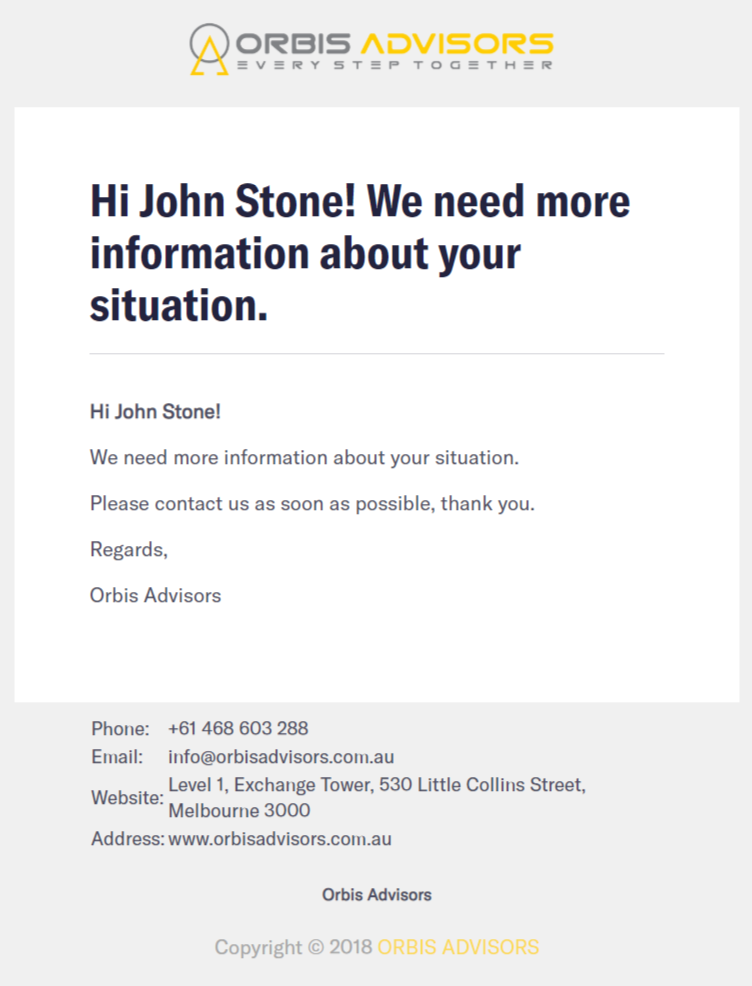 ORBIS ADVISORS
EVERY STEP TOGETHER
Hi John Stone! We need more
information about your
situation.
Hi John Stone!
We need more information about your situation.
Please contact us as soon as possible, thank you.
Regards,
Orbis Advisors
Phone: +61 468 603 288
Email: info@orbisadvisors.com.au
Website: Level 1, Exchange Tower, 530 Little Collins Street,
Melbourne 3000
Address: www.orbisadvisors.com.au
Orbis Advisors
Copyright © 2018 ORBIS ADVISORS